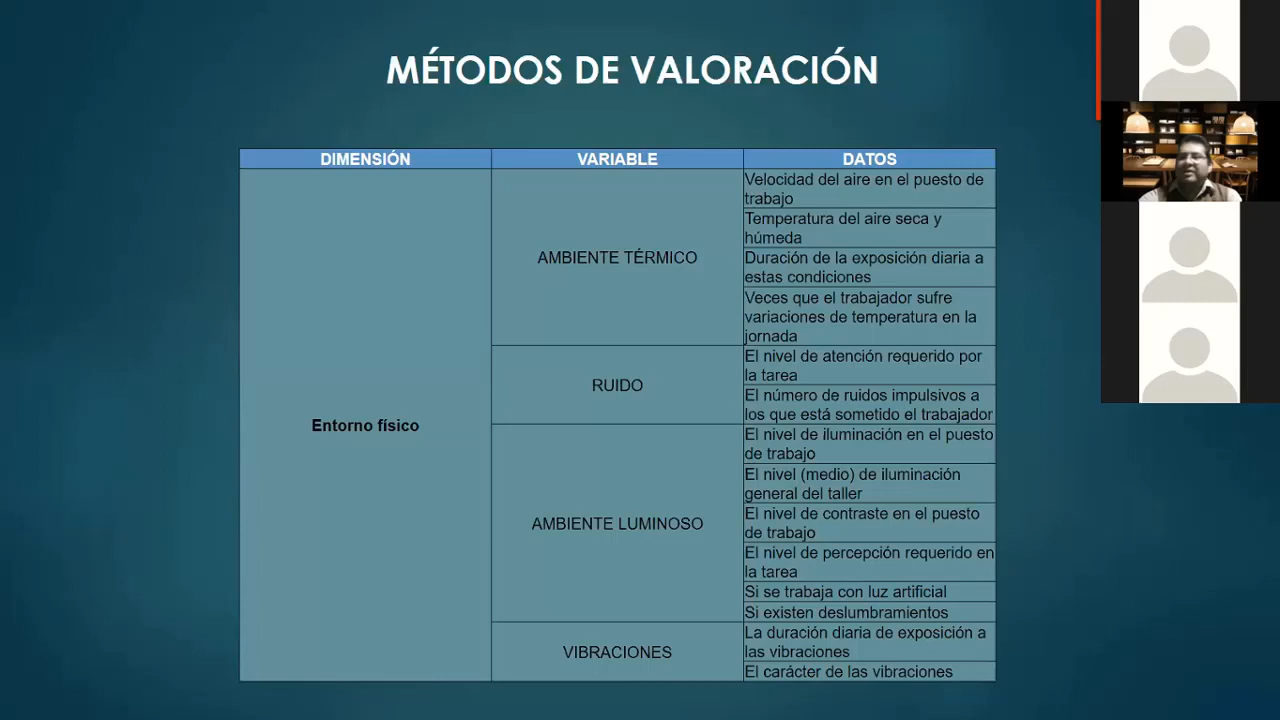 MÉTODOS DE VALORACIÓN
DIMENSIÓN
VARIABLE
DATOS
Entorno físico
AMBIENTE TÉRMICO
Velocidad del aire en el puesto de
trabajo
Temperatura del aire seca y
húmeda
Duración de la exposición diaria a
estas condiciones
Veces que el trabajador sufre
variaciones de temperatura en la
jornada
RUIDO
El nivel de atención requerido por
la tarea
El número de ruidos impulsivos a
los que está sometido el trabajador
AMBIENTE LUMINOSO
El nivel de iluminación en el puesto
de trabajo
El nivel (medio) de iluminación
general del taller
El nivel de contraste en el puesto
de trabajo
El nivel de percepción requerido en
la tarea
Si se trabaja con luz artificial
Si existen deslumbramientos
VIBRACIONES
La duración diaria de exposición a
las vibraciones
El carácter de las vibraciones